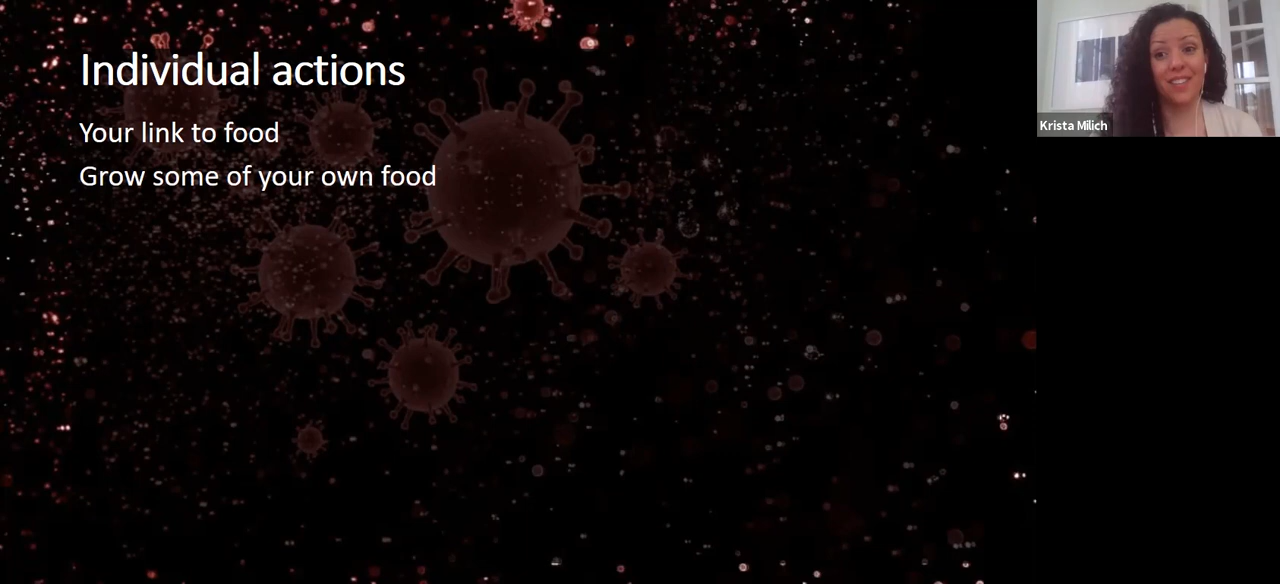 Individual actions
Your link to food
Grow some of your own food
Krista Milich